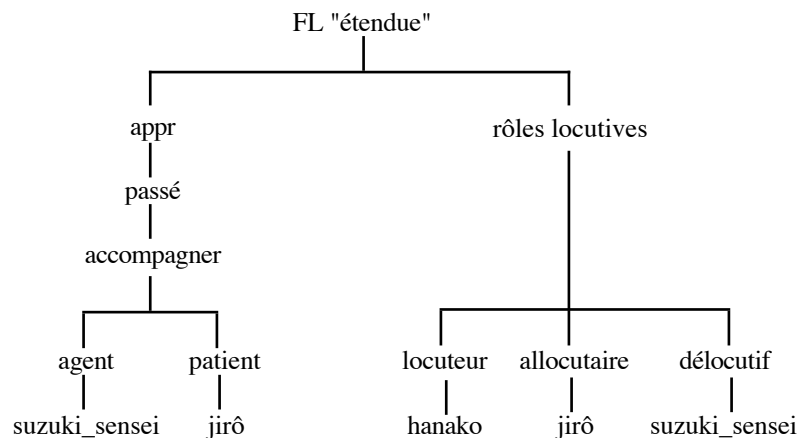 FL "étendue"
appr rôles locutives
passé
accompagner
agent patient locuteur allocutaire délocutif
suzuki_sensei jirô hanako jirô suzuki_sensei